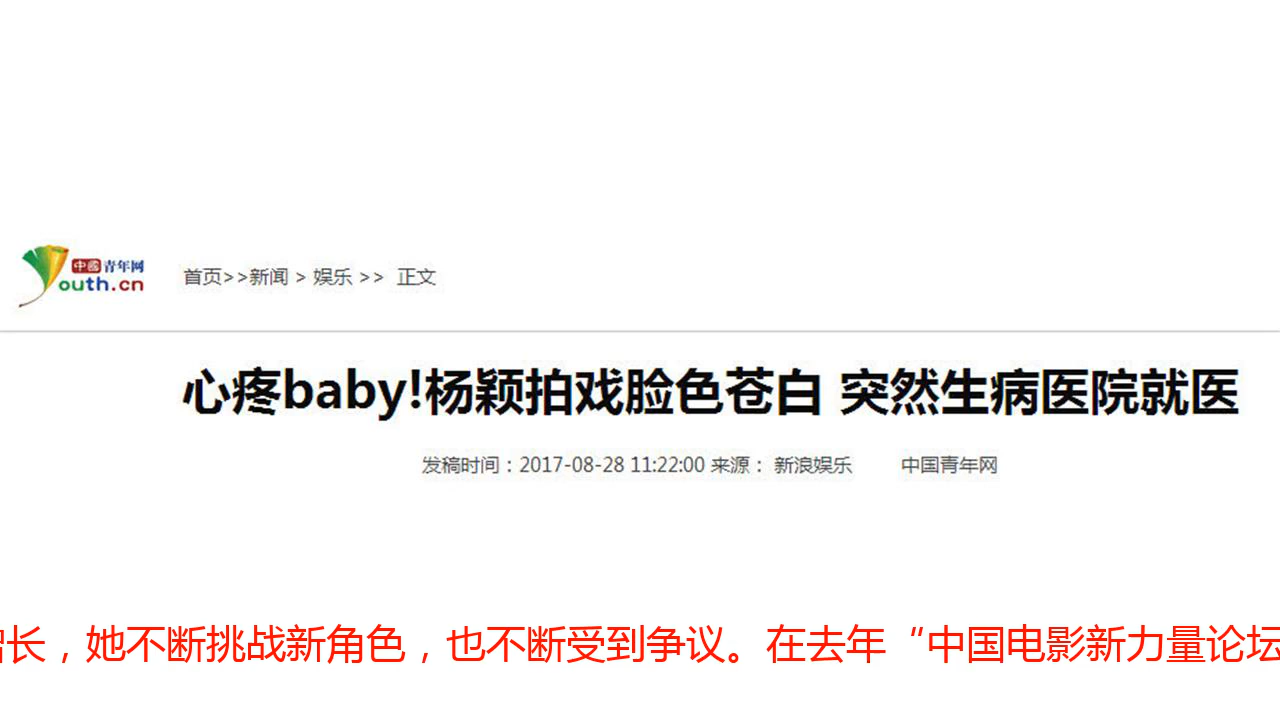 中國青年网
Youth.cn
首页>>新闻 > 娱乐 >> 正文
心疼baby!杨颖拍戏脸色苍白 突然生病医院就医
发稿时间：2017-08-28 11:22:00 来源： 新浪娱乐 中国青年网
长，她不断挑战新角色，也不断受到争议。在去年“中国电影新力量论坛